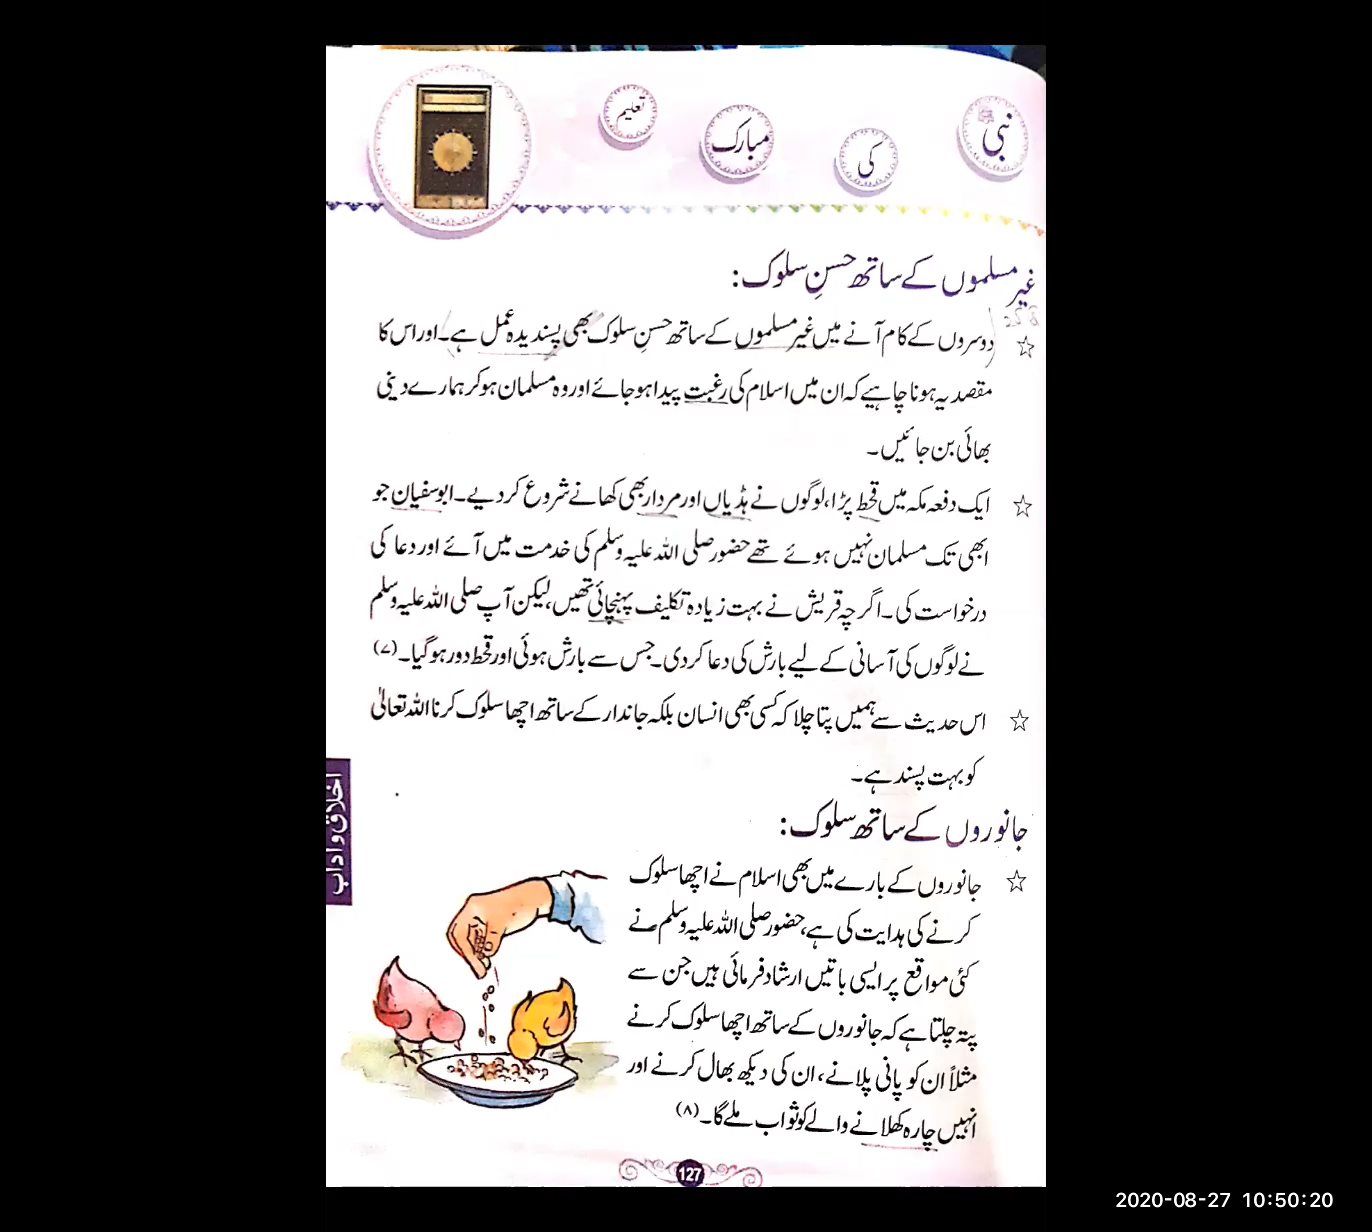 نبی ﷺ کی مبارک تعلیم
غیر مسلموں کے ساتھ حسنِ سلوک:
☆ دوسروں کے کام آنے میں غیر مسلموں کے ساتھ حسنِ سلوک بھی پسندیدہ عمل ہے۔ اور اس کا
مقصد یہ ہونا چاہیے کہ ان میں اسلام کی رغبت پیدا ہو جائے اور وہ مسلمان ہو کر ہمارے دینی
بھائی بن جائیں۔
☆ ایک دفعہ مکہ میں قحط پڑا، لوگوں نے ہڈیاں اور مردار بھی کھانے شروع کر دیے۔ ابوسفیان جو
ابھی تک مسلمان نہیں ہوئے تھے حضور صلی اللہ علیہ وسلم کی خدمت میں آئے اور دعا کی
درخواست کی۔ اگرچہ قریش نے بہت زیادہ تکلیف پہنچائی تھیں، لیکن آپ صلی اللہ علیہ وسلم
نے لوگوں کی آسانی کے لیے بارش کی دعا کر دی۔ جس سے بارش ہوئی اور قحط دور ہو گیا۔ (۷)
☆ اس حدیث سے ہمیں پتا چلا کہ کسی بھی انسان بلکہ جاندار کے ساتھ اچھا سلوک کرنا اللہ تعالیٰ
کو بہت پسند ہے۔
جانوروں کے ساتھ سلوک:
☆ جانوروں کے بارے میں بھی اسلام نے اچھا سلوک
کرنے کی ہدایت کی ہے، حضور صلی اللہ علیہ وسلم نے
کئی مواقع پر ایسی باتیں ارشاد فرمائی ہیں جن سے
پتہ چلتا ہے کہ جانوروں کے ساتھ اچھا سلوک کرنے
مثلاً ان کو پانی پلانے، ان کی دیکھ بھال کرنے اور
انہیں چارہ کھلانے والے کو ثواب ملے گا۔ (۸)
اخلاق و آداب
127
2020-08-27 10:50:20